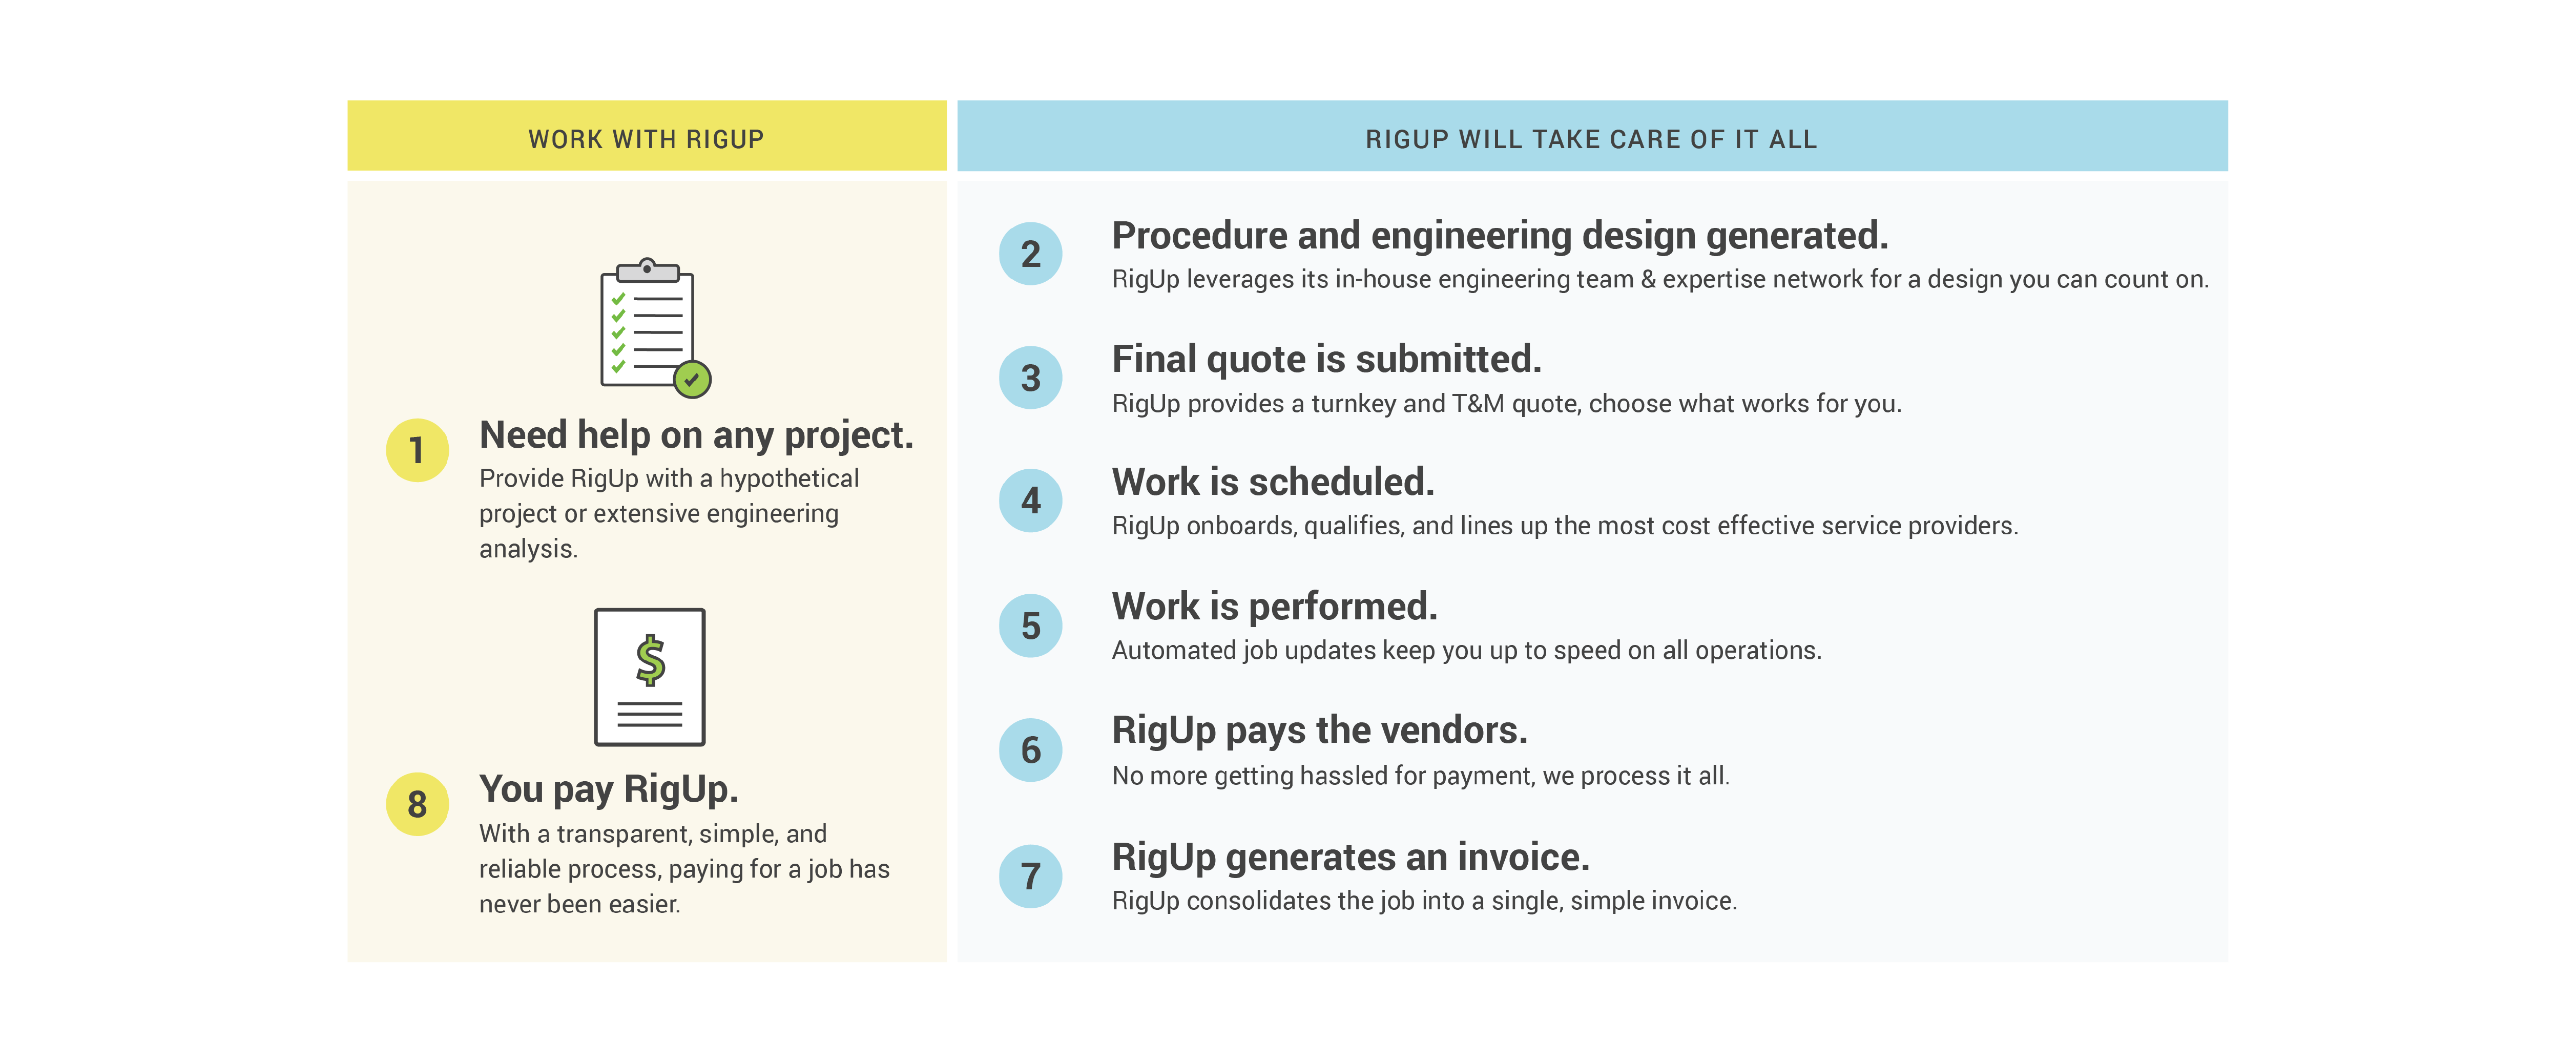 WORK WITH RIGUP
1
Need help on any project.
Provide RigUp with a hypothetical
project or extensive engineering
analysis.
$
8
You pay RigUp.
With a transparent, simple, and
reliable process, paying for a job has
never been easier.
RIGUP WILL TAKE CARE OF IT ALL
2
Procedure and engineering design generated.
RigUp leverages its in-house engineering team & expertise network for a design you can count on.
3
Final quote is submitted.
RigUp provides a turnkey and T&M quote, choose what works for you.
4
Work is scheduled.
RigUp onboards, qualifies, and lines up the most cost effective service providers.
5
Work is performed.
Automated job updates keep you up to speed on all operations.
6
RigUp pays the vendors.
No more getting hassled for payment, we process it all.
7
RigUp generates an invoice.
RigUp consolidates the job into a single, simple invoice.